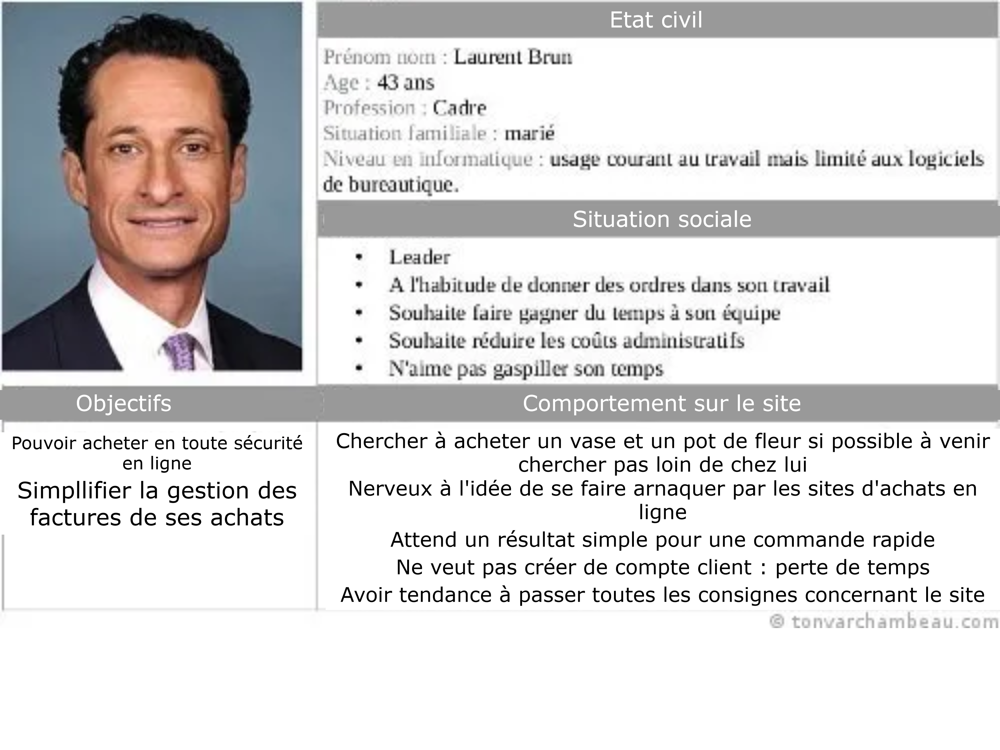 Etat civil
Prénom nom : Laurent Brun
Age : 43 ans
Profession : Cadre
Situation familiale : marié
Niveau en informatique : usage courant au travail mais limité aux logiciels
de bureautique.
Situation sociale
• Leader
• A l'habitude de donner des ordres dans son travail
• Souhaite faire gagner du temps à son équipe
• Souhaite réduire les coûts administratifs
• N'aime pas gaspiller son temps
Objectifs
Pouvoir acheter en toute sécurité
en ligne
Simpllifier la gestion des
factures de ses achats
Comportement sur le site
Chercher à acheter un vase et un pot de fleur si possible à venir
chercher pas loin de chez lui
Nerveux à l'idée de se faire arnaquer par les sites d'achats en
ligne
Attend un résultat simple pour une commande rapide
Ne veut pas créer de compte client : perte de temps
Avoir tendance à passer toutes les consignes concernant le site
© tonvarchambeau.com